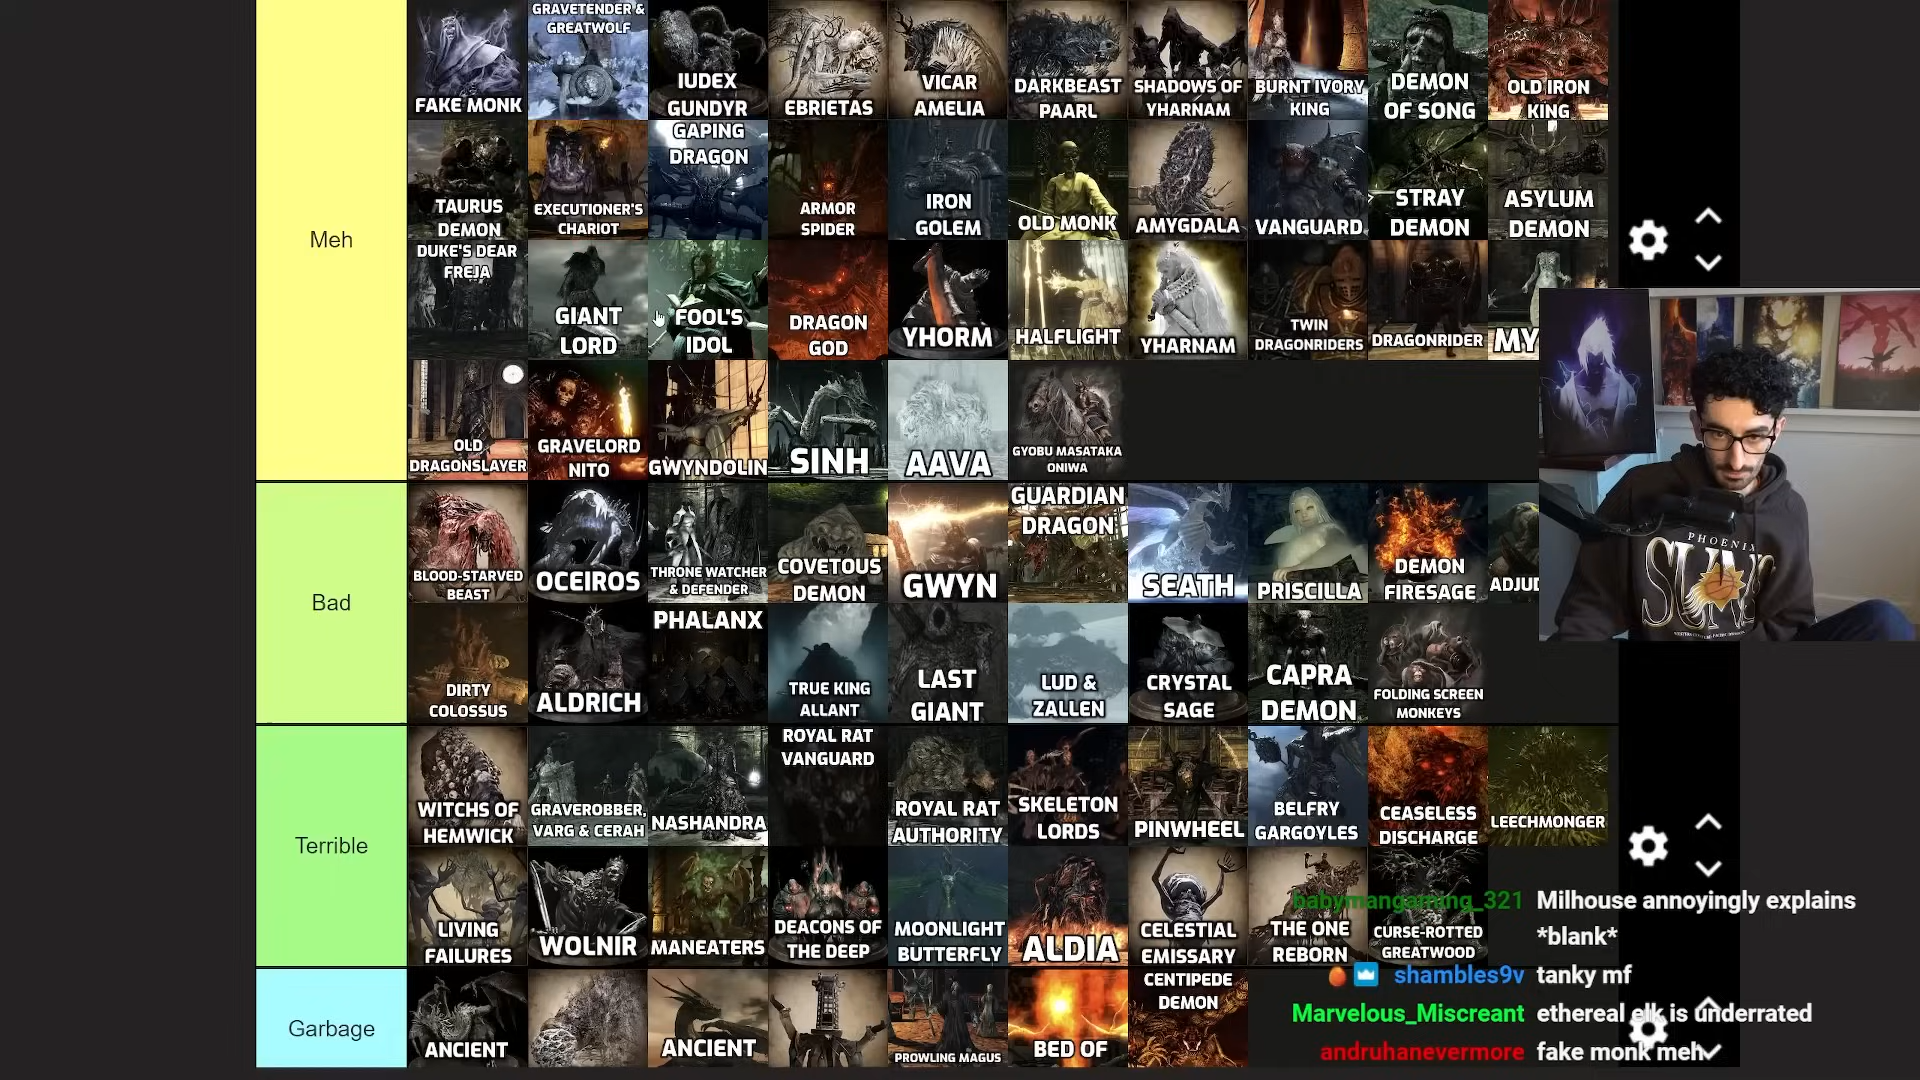 Meh
FAKE MONK
GRAVETENDER &
GREATWOLF
IUDEX
GUNDYR
EBRIETAS
VICAR
AMELIA
DARKBEAST
PAARL
SHADOWS OF
YHARNAM
BURNT IVORY
KING
DEMON
OF SONG
OLD IRON
KING
TAURUS
DEMON
EXECUTIONER'S
CHARIOT
GAPING
DRAGON
ARMOR
SPIDER
IRON
GOLEM
OLD MONK
AMYGDALA
VANGUARD
STRAY
DEMON
ASYLUM
DEMON
DUKE'S DEAR
FREJA
GIANT
LORD
FOOL'S
IDOL
DRAGON
GOD
YHORM
HALFLIGHT
YHARNAM
TWIN
DRAGONRIDERS
DRAGONRIDER
MY
OLD
DRAGONSLAYER
GRAVELORD
NITO
GWYNDOLIN
SINH
AAVA
GYOBU MASATAKA
ONIWA
Bad
BLOOD-STARVED
BEAST
OCEIROS
THRONE WATCHER
& DEFENDER
COVETOUS
DEMON
GWYN
GUARDIAN
DRAGON
SEATH
PRISCILLA
DEMON
FIRESAGE
ADJUD
DIRTY
COLOSSUS
ALDRICH
PHALANX
TRUE KING
ALLANT
LAST
GIANT
LUD &
ZALLEN
CRYSTAL
SAGE
CAPRA
DEMON
FOLDING SCREEN
MONKEYS
PHOENIX
SUNS
Terrible
WITCHS OF
HEMWICK
GRAVEROBBER,
VARG & CERAH
NASHANDRA
ROYAL RAT
VANGUARD
ROYAL RAT
AUTHORITY
SKELETON
LORDS
PINWHEEL
BELFRY
GARGOYLES
CEASELESS
DISCHARGE
LEECHMONGER
LIVING
FAILURES
WOLNIR
MANEATERS
DEACONS OF
THE DEEP
MOONLIGHT
BUTTERFLY
ALDIA
CELESTIAL
EMISSARY
THE ONE
REBORN
CURSE-ROTTED
GREATWOOD
Garbage
ANCIENT
ANCIENT
PROWLING MAGUS
BED OF
CENTIPEDE
DEMON
babymangaming_321 Milhouse annoyingly explains
*blank*
shambles9v tanky mf
Marvelous_Miscreant ethereal elk is underrated
andruhanevermore fake monk meh